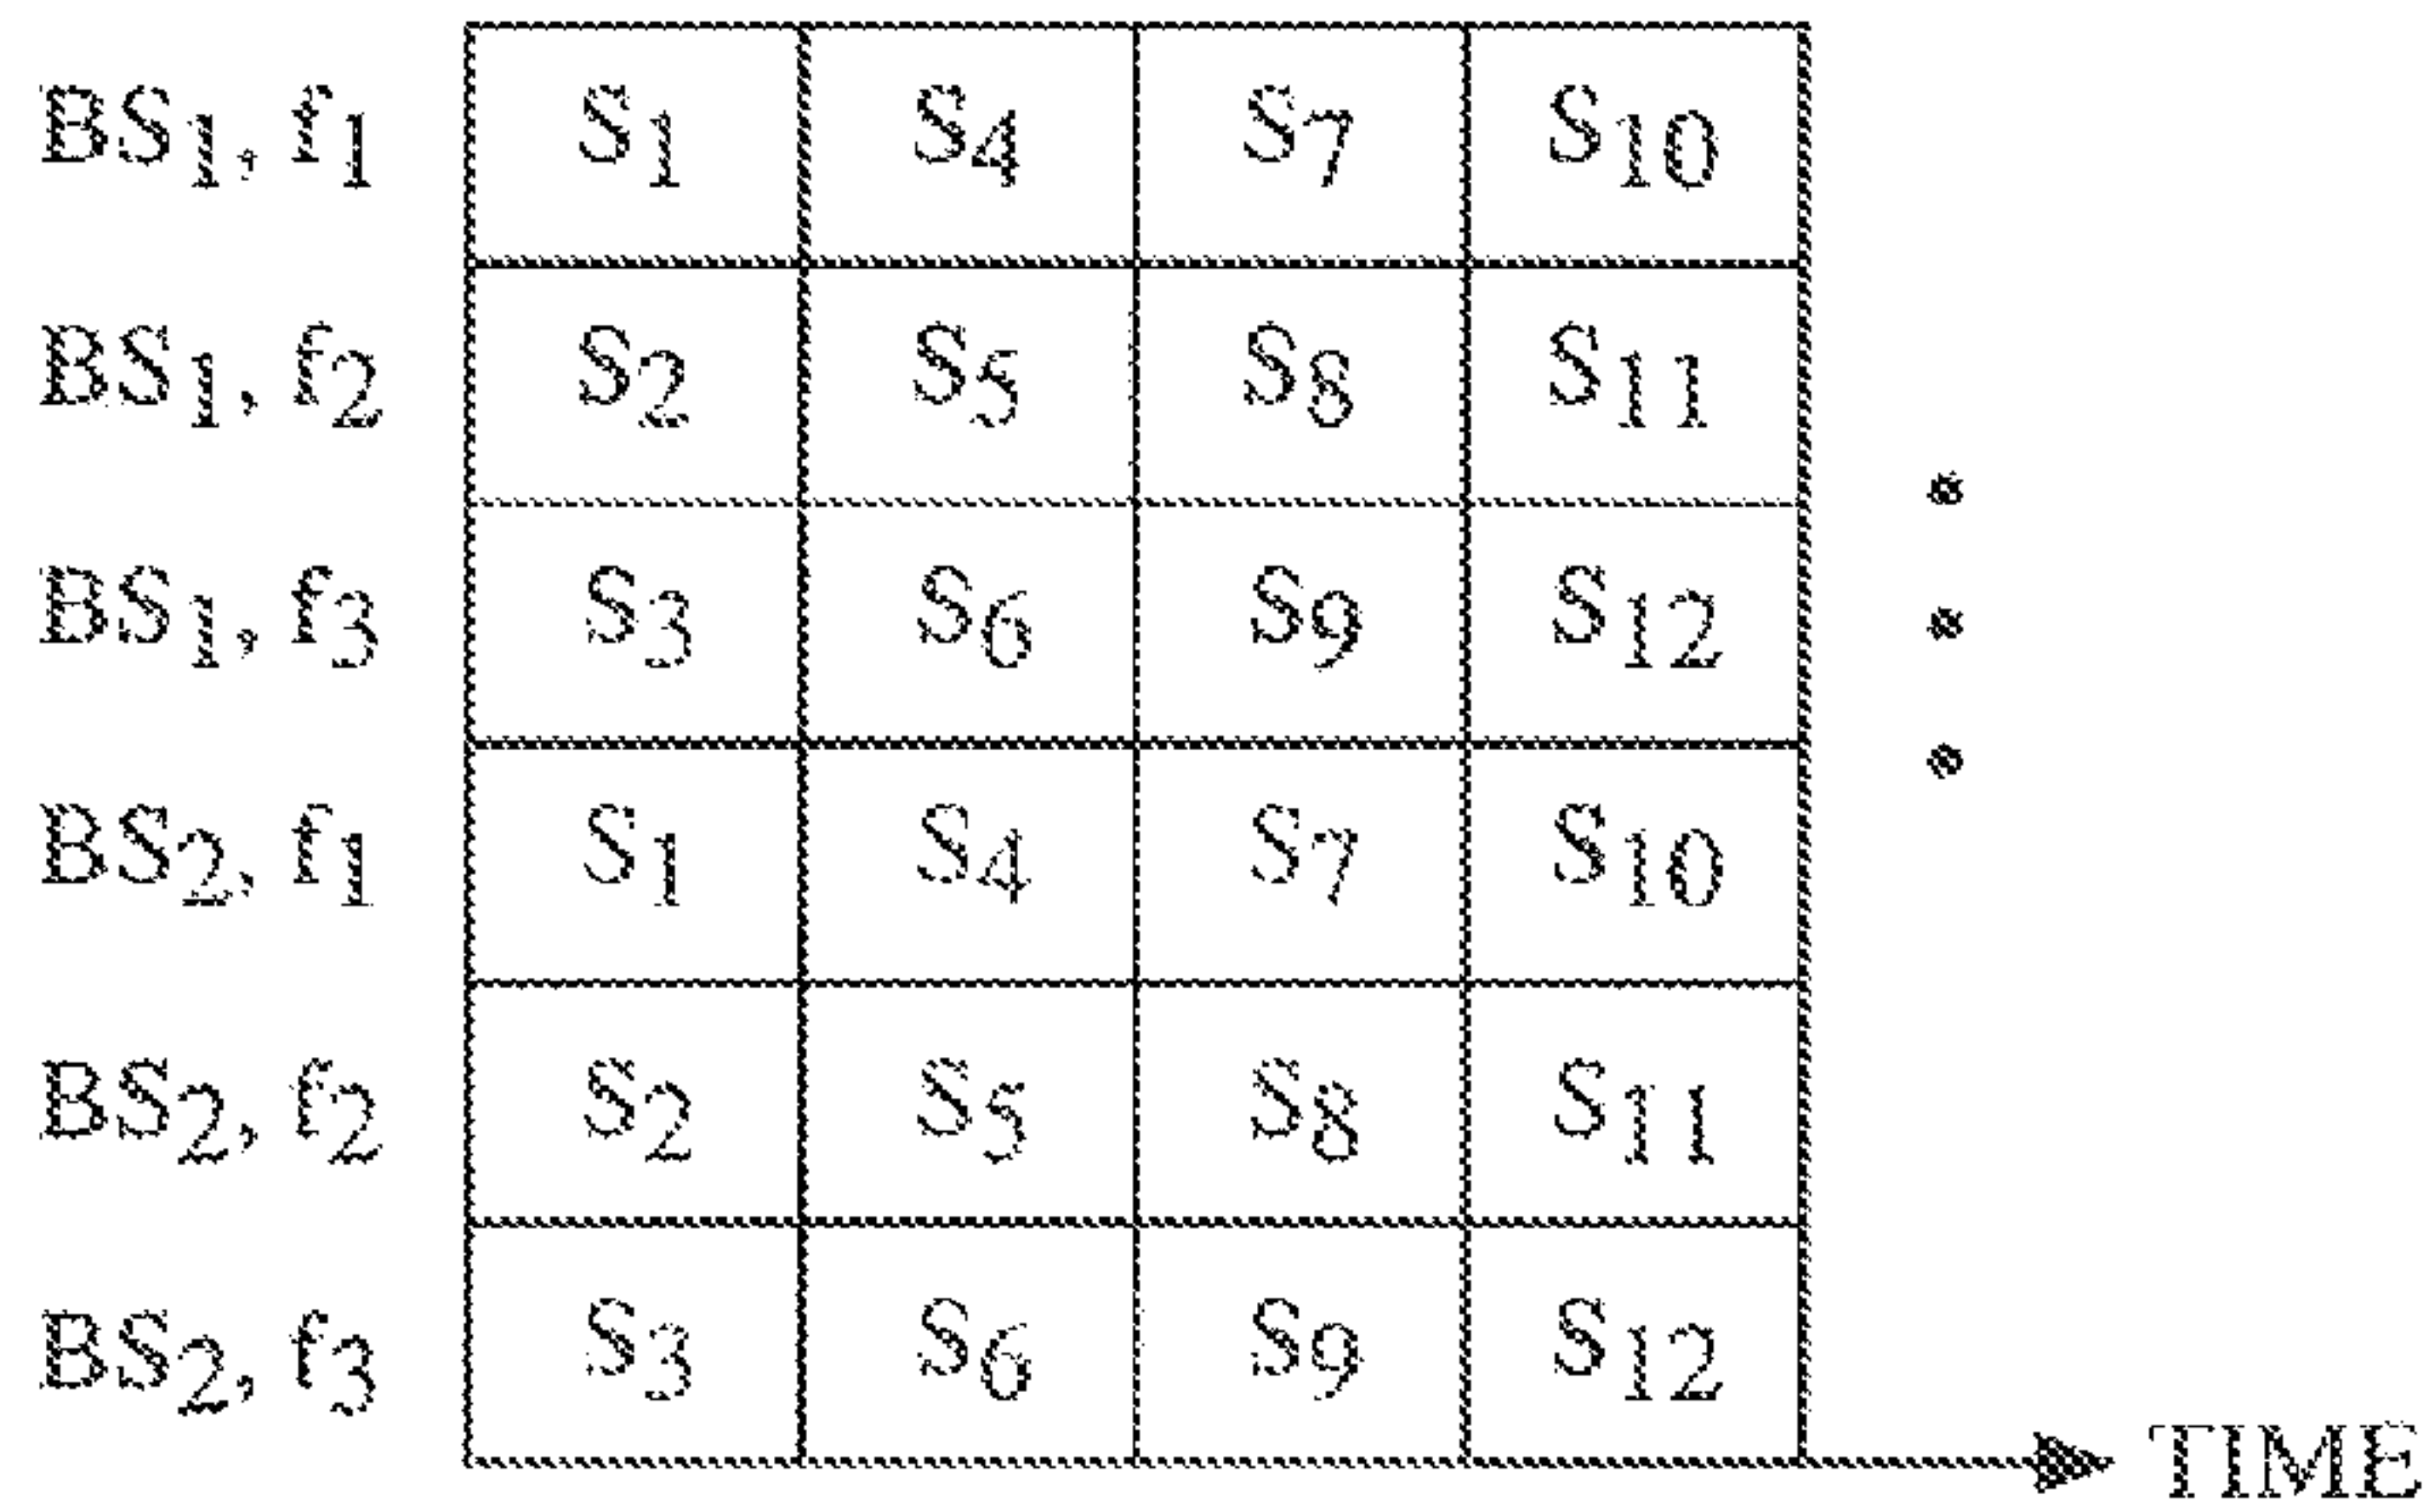 BS1, f1 S1 S4 S7 S10
BS1, f2 S2 S5 S8 S11
BS1, f3 S3 S6 S9 S12
BS2, f1 S1 S4 S7 S10
BS2, f2 S2 S5 S8 S11
BS2, f3 S3 S6 S9 S12
TIME